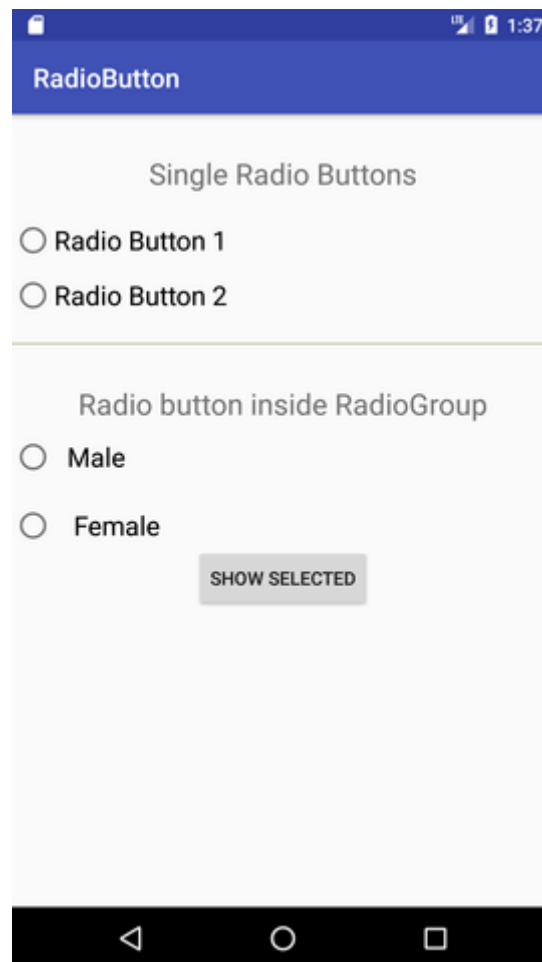 LTE 1:37
RadioButton
Single Radio Buttons
Radio Button 1
Radio Button 2
Radio button inside RadioGroup
Male
Female
SHOW SELECTED